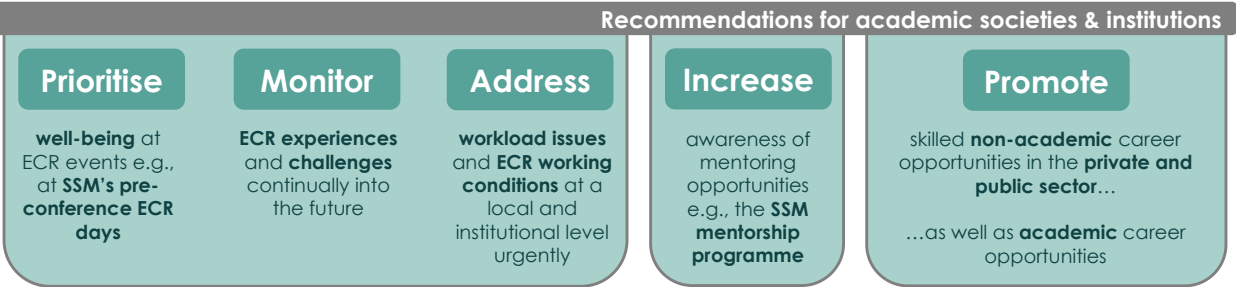 Recommendations for academic societies & institutions
Prioritise
well-being at
ECR events e.g.,
at SSM's pre-
conference ECR
days
Monitor
ECR experiences
and challenges
continually into
the future
Address
workload issues
and ECR working
conditions at a
local and
institutional level
urgently
Increase
awareness of
mentoring
opportunities
e.g., the SSM
mentorship
programme
Promote
skilled non-academic career
opportunities in the private and
public sector…
…as well as academic career
opportunities